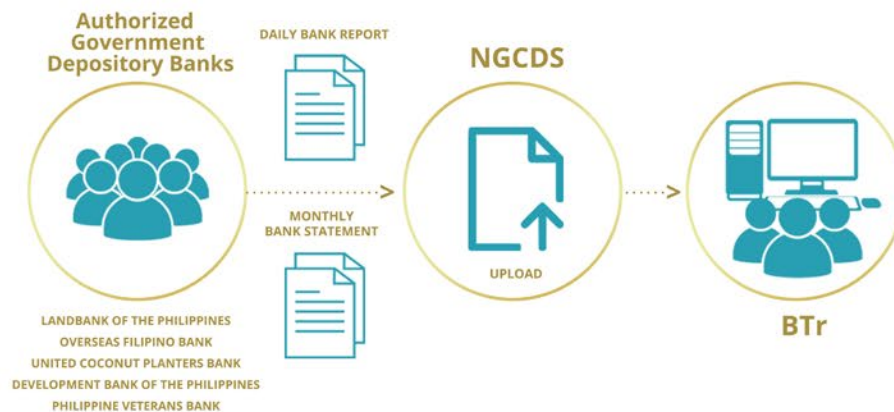 Authorized
Government
Depository Banks
DAILY BANK REPORT
MONTHLY
BANK STATEMENT
LANDBANK OF THE PHILIPPINES
OVERSEAS FILIPINO BANK
UNITED COCONUT PLANTERS BANK
DEVELOPMENT BANK OF THE PHILIPPINES
PHILIPPINE VETERANS BANK
NGCDS
UPLOAD
BTr